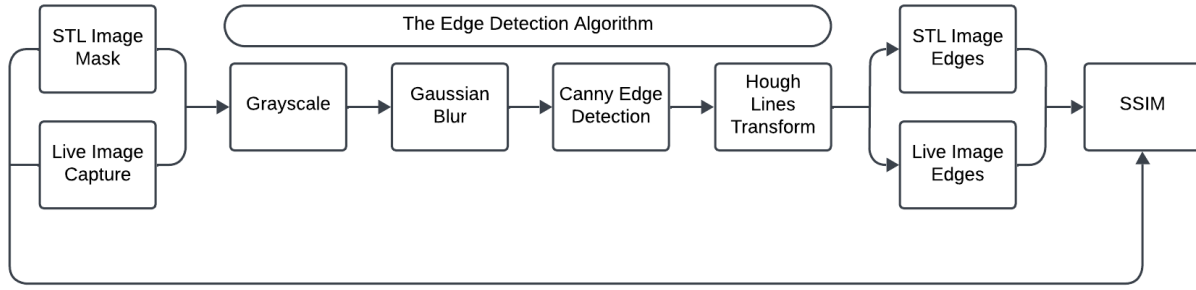 The Edge Detection Algorithm
STL Image
Mask
Live Image
Capture
Grayscale
Gaussian
Blur
Canny Edge
Detection
Hough
Lines
Transform
STL Image
Edges
Live Image
Edges
SSIM